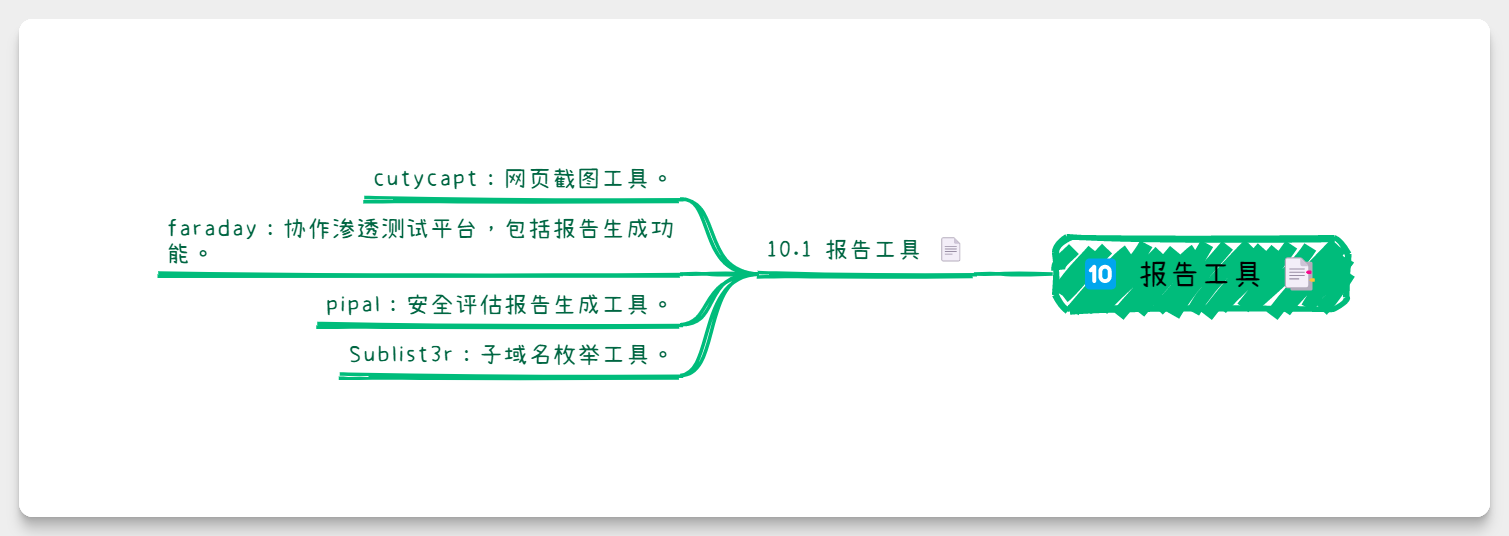 cutycapt：网页截图工具。
faraday：协作渗透测试平台，包括报告生成功
能。
pipal：安全评估报告生成工具。
Sublist3r：子域名枚举工具。
10.1 报告工具
10 报告工具